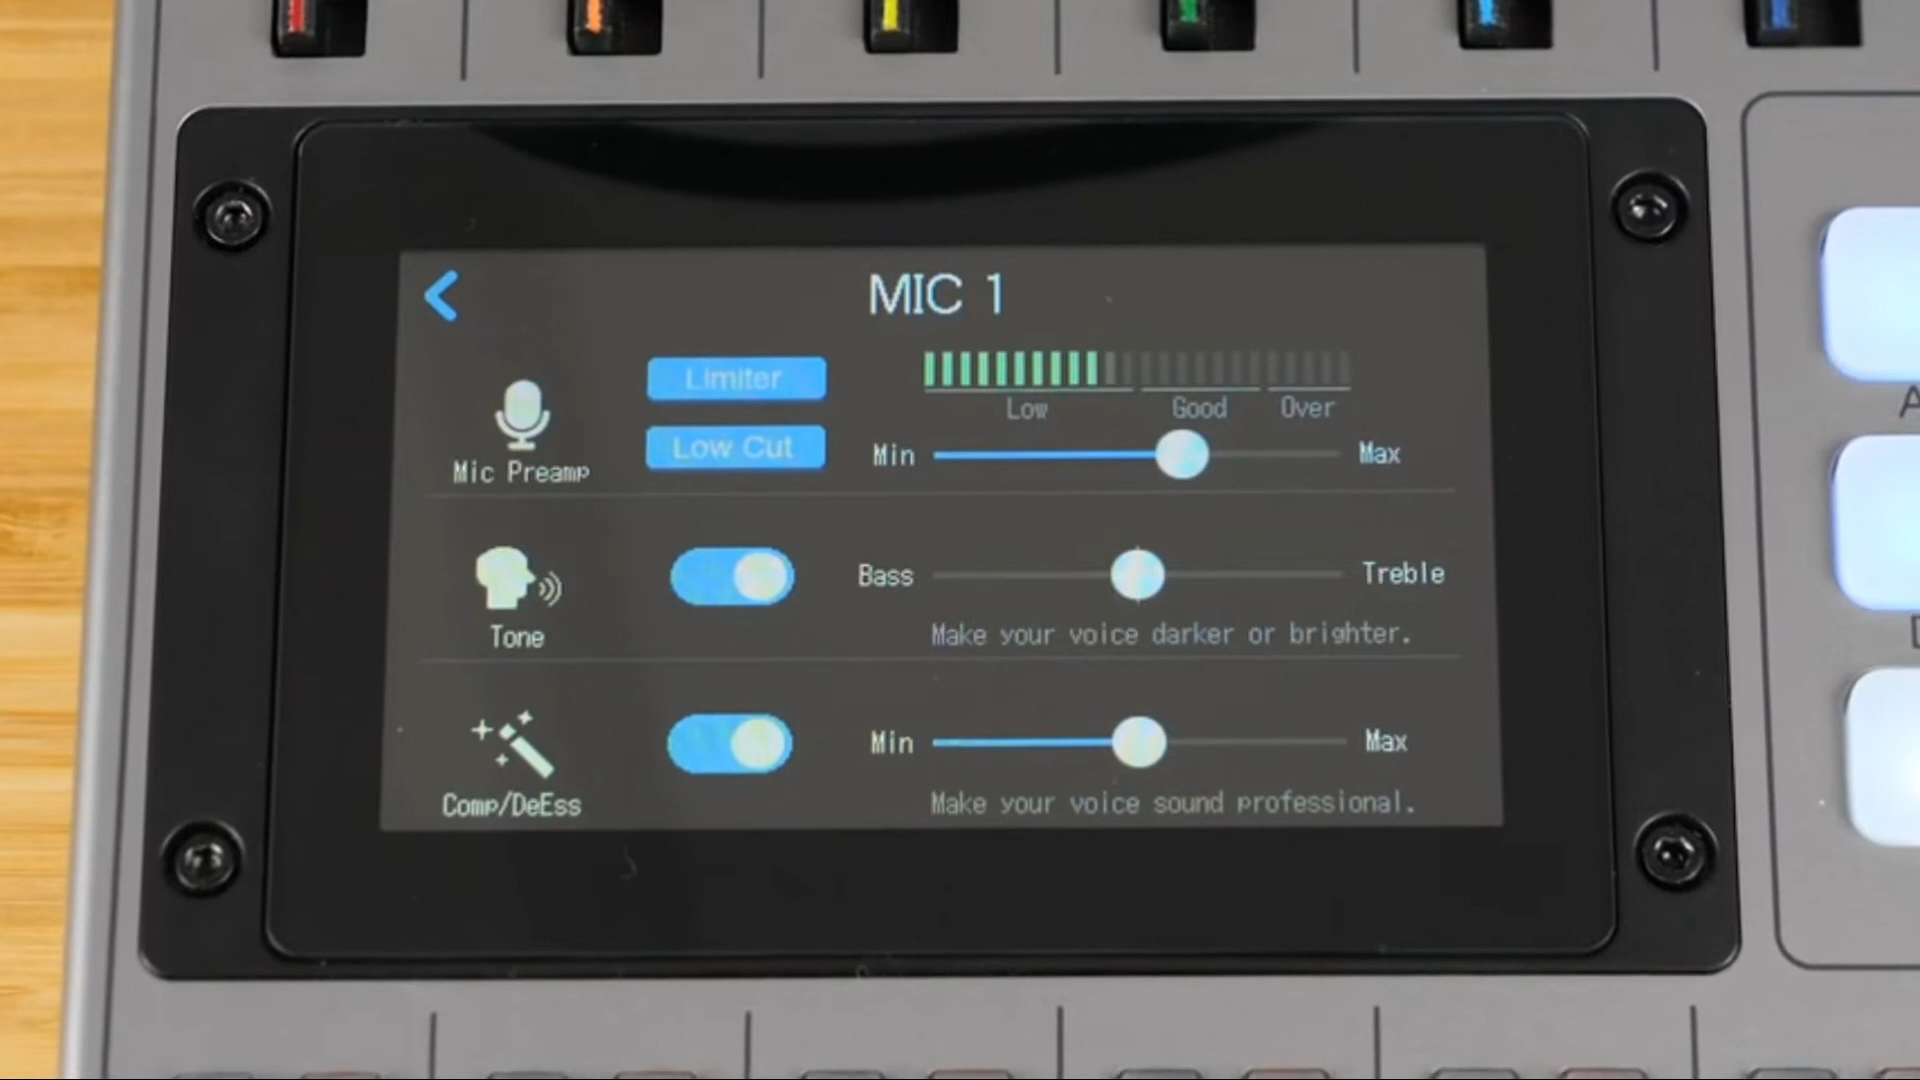 MIC 1
Limiter
Low Good Over
Low Cut
Min Max
Mic Preamp
Bass Treble
Make your voice darker or brighter.
Tone
Min Max
Make your voice sound professional.
Comp/DeEss